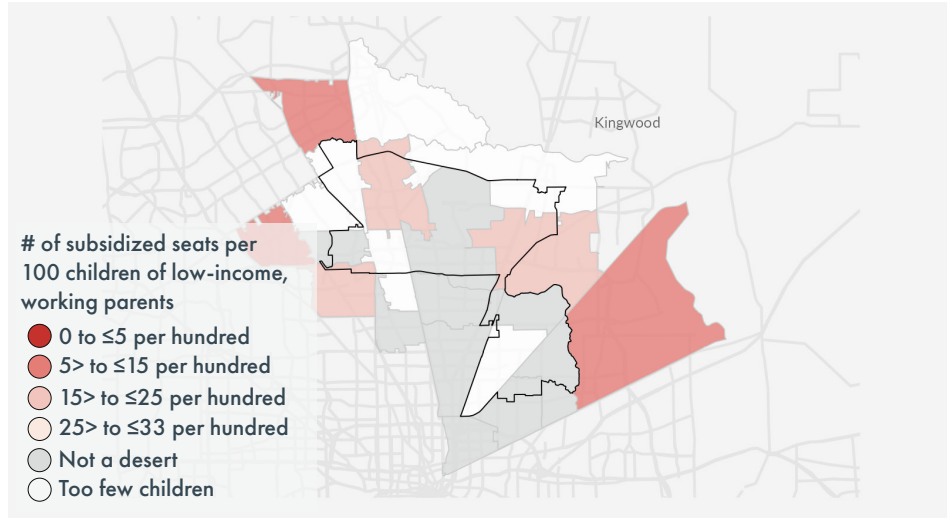 Kingwood
# of subsidized seats per
100 children of low-income,
working parents
0 to ≤5 per hundred
5> to ≤15 per hundred
15> to ≤25 per hundred
25> to ≤33 per hundred
Not a desert
Too few children